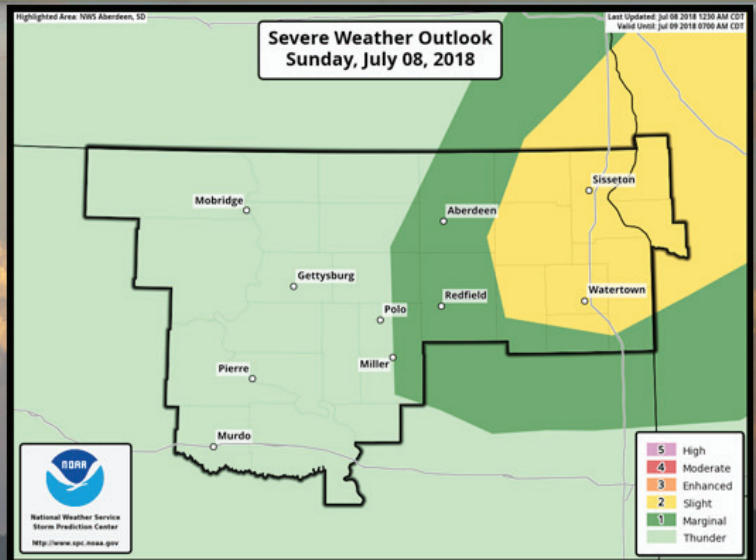 Highlighted Area: NWS Aberdeen, SD
Last Updated: Jul 08 2018 1230 AM CDT
Valid Until: Jul 09 2018 0700 AM CDT
Severe Weather Outlook
Sunday, July 08, 2018
Sisseton
Mobridge
Aberdeen
Gettysburg
Watertown
Redfield
Polo
Miller
Pierre
Murdo
NOAA
National Weather Service
Storm Prediction Center
http://www.spc.noaa.gov
5 High
4 Moderate
3 Enhanced
2 Slight
1 Marginal
Thunder